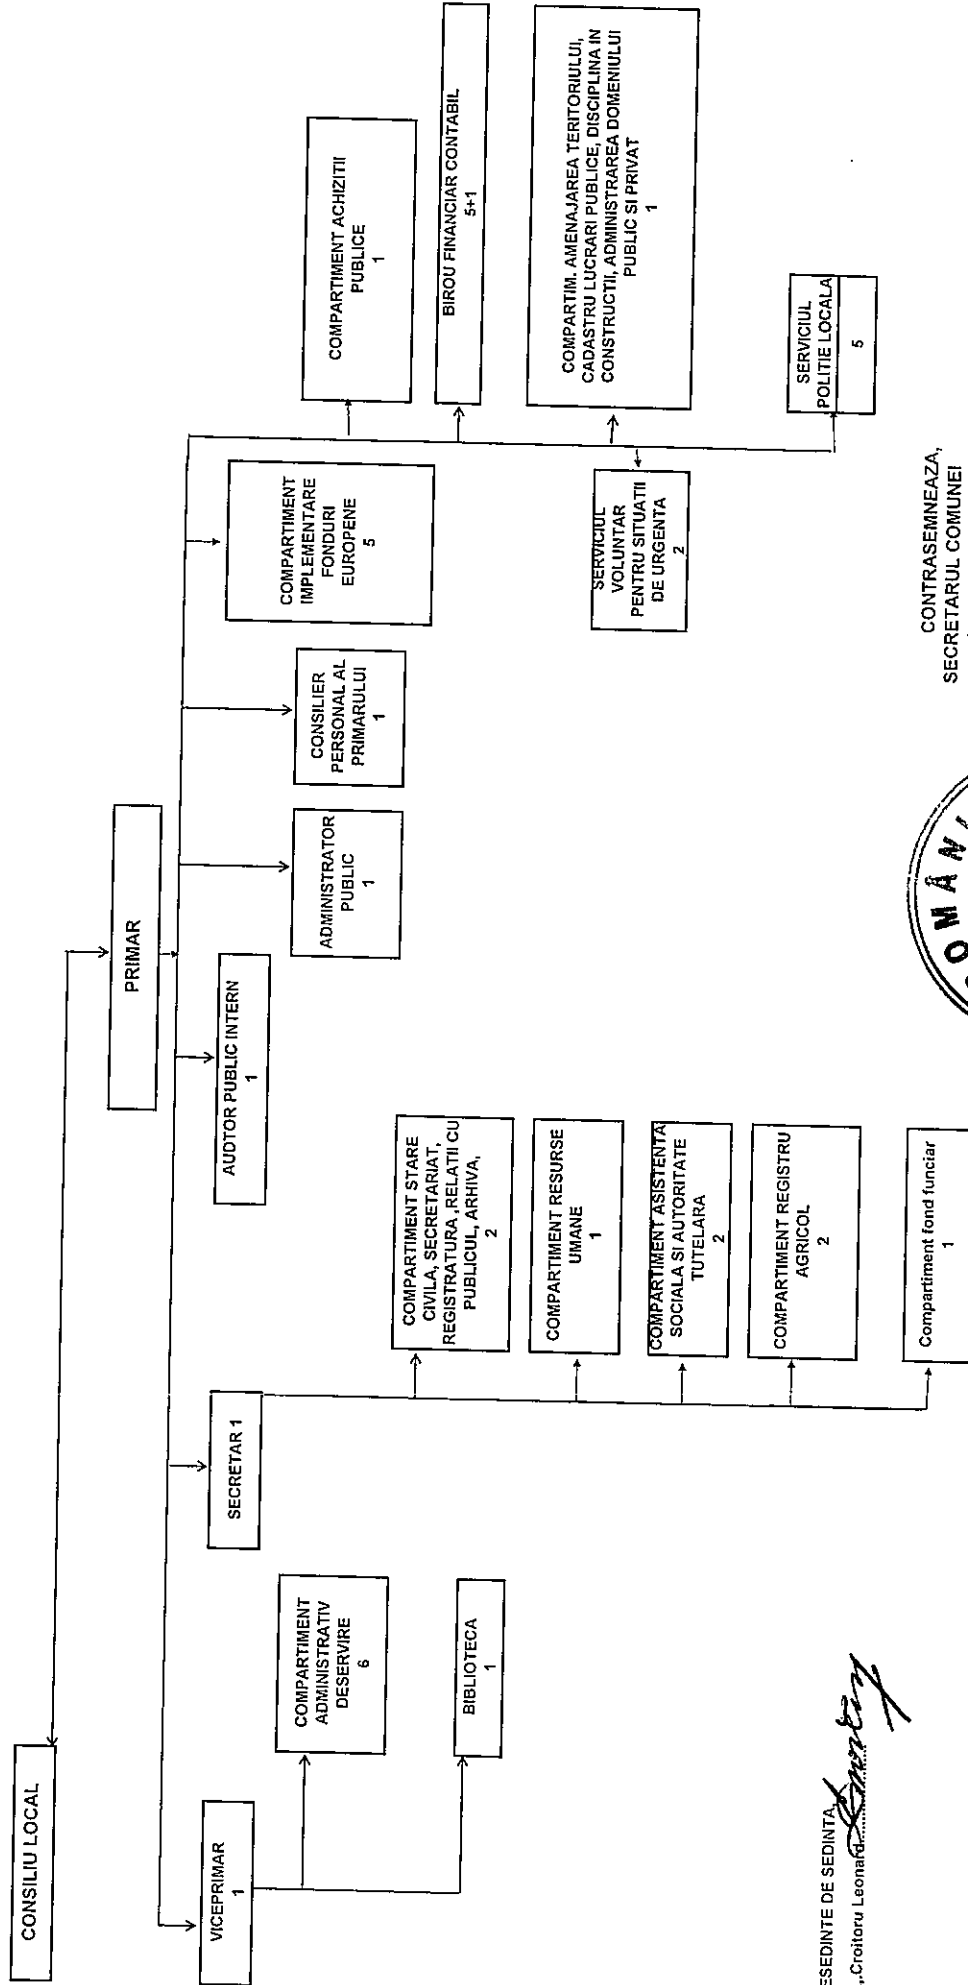 CONSILIU LOCAL
PRIMAR
VICEPRIMAR
1
COMPARTIMENT
ADMINISTRATIV
DESERVIRE
6
BIBLIOTECA
1
SECRETAR 1
COMPARTIMENT STARE
CIVILA, SECRETARIAT,
REGISTRATURA ,RELATII CU
PUBLICUL, ARHIVA,
2
COMPARTIMENT RESURSE
UMANE
1
COMPARTIMENT ASISTENTA
SOCIALA SI AUTORITATE
TUTELARA
2
COMPARTIMENT REGISTRU
AGRICOL
2
Compartiment fond funciar
1
AUDTOR PUBLIC INTERN
1
ADMINISTRATOR
PUBLIC
1
CONSILIER
PERSONAL AL
PRIMARULUI
1
COMPARTIMENT
IMPLEMENTARE
FONDURI
EUROPENE
5
COMPARTIMENT ACHIZITII
PUBLICE
1
BIROU FINANCIAR CONTABIL
5+1
COMPARTIM. AMENAJAREA TERITORIULUI,
CADASTRU LUCRARI PUBLICE, DISCIPLINA IN
CONSTRUCTII, ADMINISTRAREA DOMENIULUI
PUBLIC SI PRIVAT
1
SERVICIUL
VOLUNTAR
PENTRU SITUATII
DE URGENTA
2
SERVICIUL
POLITIE LOCALA
5
ESEDINTE DE SEDINTA,
,.Croitoru Leonard
CONTRASEMNEAZA,
SECRETARUL COMUNEI